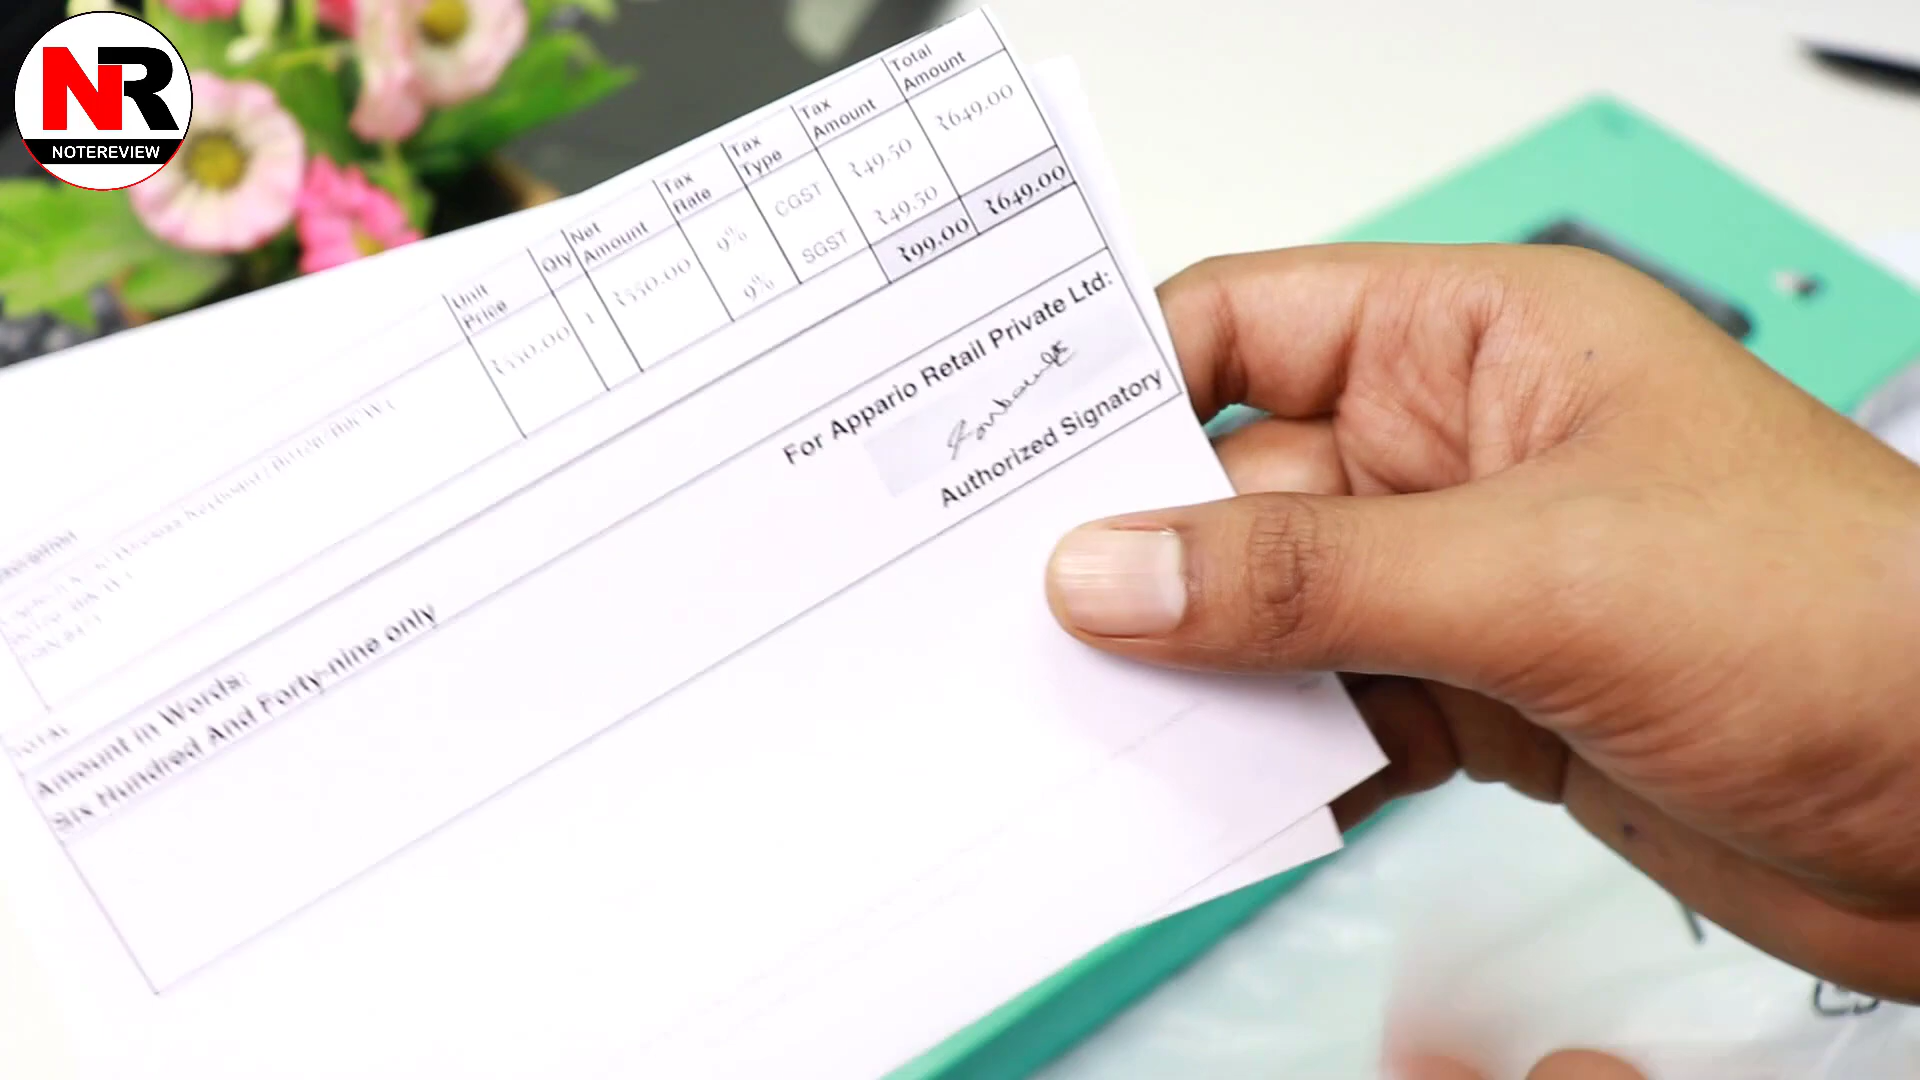 NR
NOTEREVIEW
Unit Price
Qty
Net Amount
Tax Rate
Tax Type
Tax Amount
Total Amount
₹550.00 1 ₹550.00 9% CGST ₹49.50 ₹649.00
9% SGST ₹49.50
₹99.00 ₹649.00
TOTAL
Amount in Words:
Six Hundred And Forty-nine only
For Appario Retail Private Ltd:
Authorized Signatory